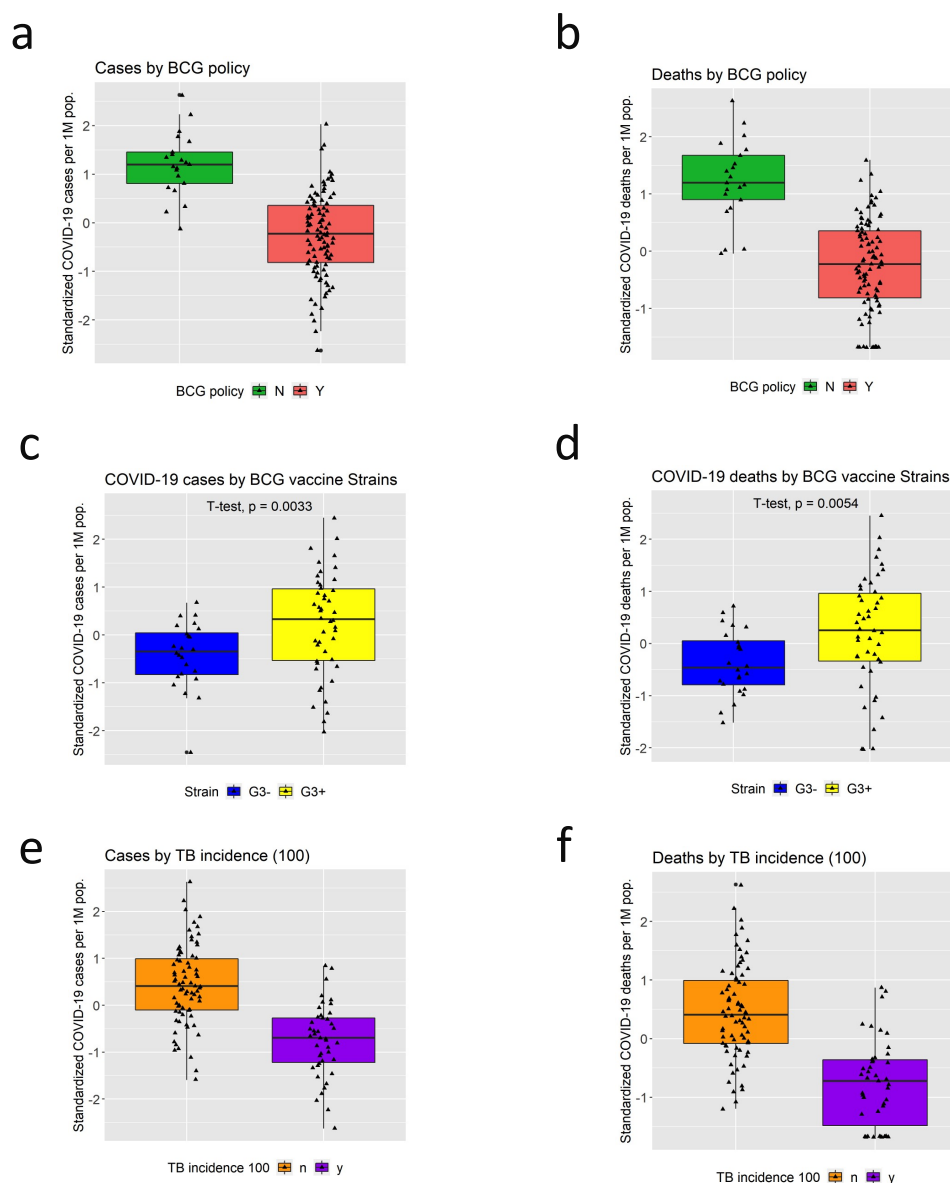 a
Cases by BCG policy
Standardized COVID-19 cases per 1M pop.
2
1
0
-1
-2
BCG policy N Y
b
Deaths by BCG policy
Standardized COVID-19 deaths per 1M pop.
2
1
0
-1
BCG policy N Y
c
COVID-19 cases by BCG vaccine Strains
T-test, p = 0.0033
Standardized COVID-19 cases per 1M pop.
2
1
0
-1
-2
Strain G3- G3+
d
COVID-19 deaths by BCG vaccine Strains
T-test, p = 0.0054
Standardized COVID-19 deaths per 1M pop.
2
1
0
-1
-2
Strain G3- G3+
e
Cases by TB incidence (100)
Standardized COVID-19 cases per 1M pop.
2
1
0
-1
-2
TB incidence 100 n y
f
Deaths by TB incidence (100)
Standardized COVID-19 deaths per 1M pop.
2
1
0
-1
TB incidence 100 n y